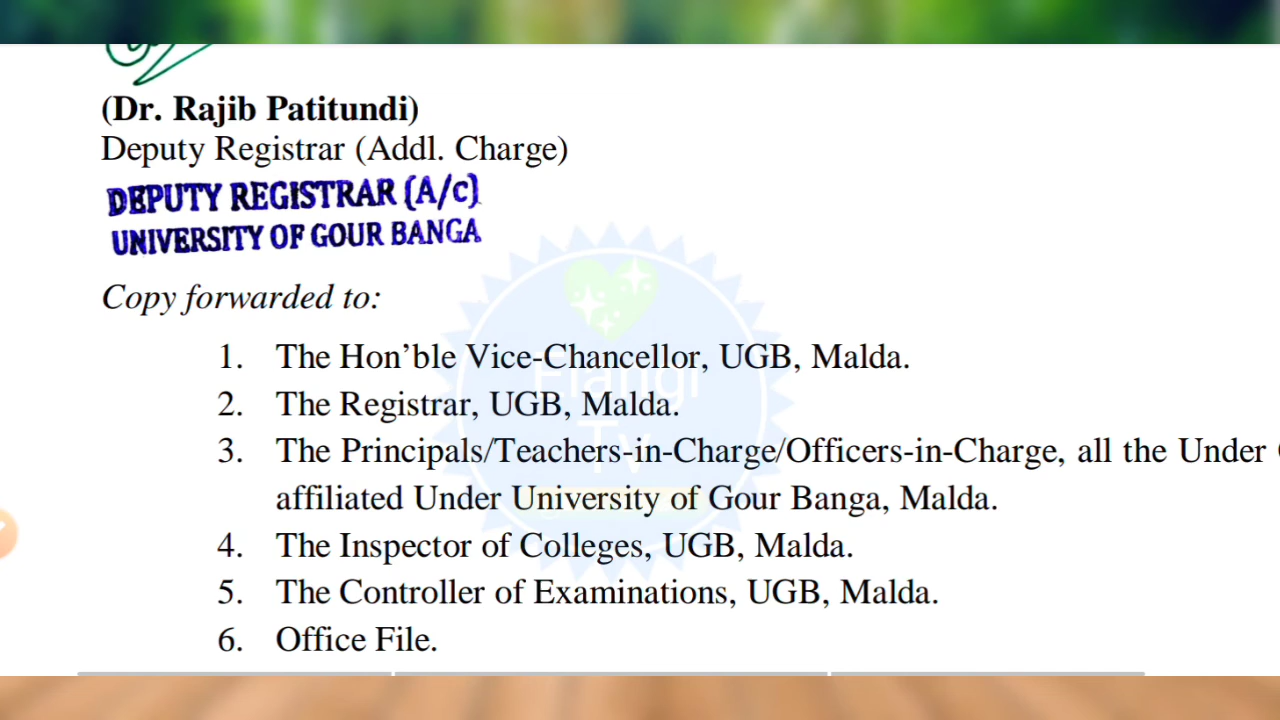 (Dr. Rajib Patitundi)
Deputy Registrar (Addl. Charge)
DEPUTY REGISTRAR (A/c)
UNIVERSITY OF GOUR BANGA
Copy forwarded to:
1. The Hon’ble Vice-Chancellor, UGB, Malda.
Elangi
2. The Registrar, UGB, Malda.
Tv
3. The Principals/Teachers-in-Charge/Officers-in-Charge, all the Under
affiliated Under University of Gour Banga, Malda.
4. The Inspector of Colleges, UGB, Malda.
5. The Controller of Examinations, UGB, Malda.
6. Office File.